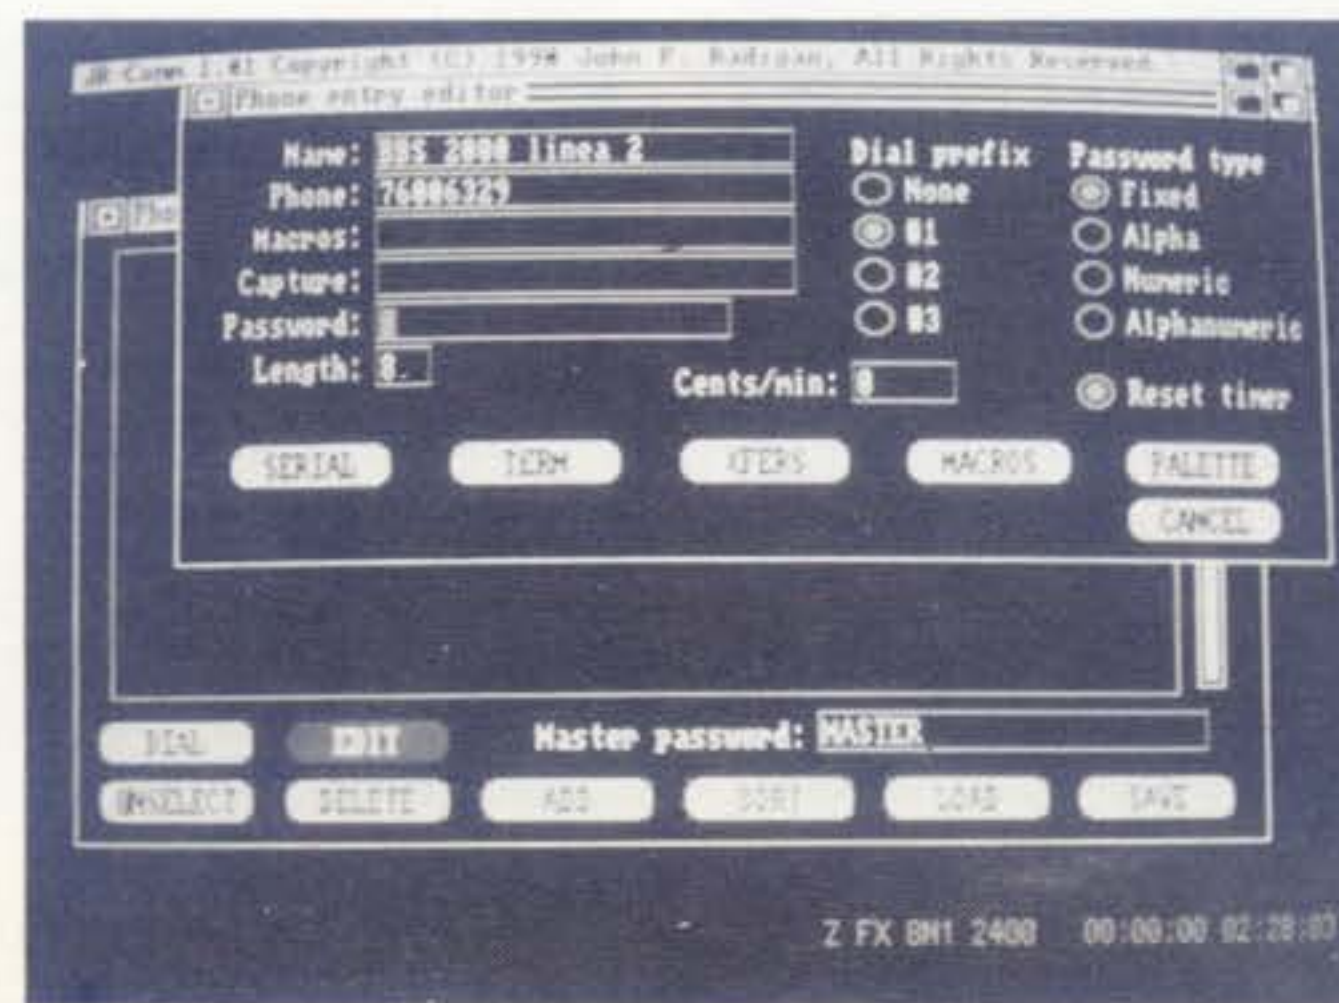 JR-Comm 1.01 Copyright (C) 1990 John P. Radigan, All Rights Reserved
Phone entry editor
Name: BBS 2000 linea 2
Phone: 76006329
Macros:
Capture:
Password:
Length: 8
Dial prefix
None
#1
#2
#3
Cents/min: 0
Password type
Fixed
Alpha
Numeric
Alphanumeric
Reset timer
SERIAL TERM XFERS MACROS PALETTE
CANCEL
Pho
DIAL EDIT Master password: MASTER
UNSELECT DELETE ADD SORT LOAD SAVE
Z FX 8N1 2400 00:00:00 02:28:03